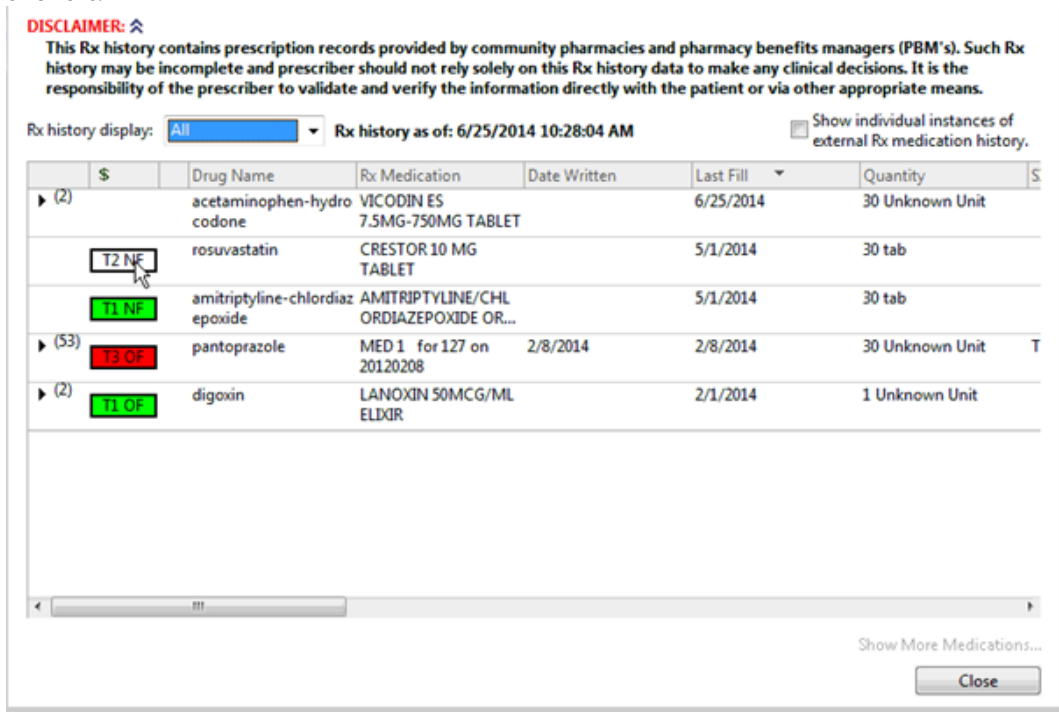 DISCLAIMER:
This Rx history contains prescription records provided by community pharmacies and pharmacy benefits managers (PBM's). Such Rx
history may be incomplete and prescriber should not rely solely on this Rx history data to make any clinical decisions. It is the
responsibility of the prescriber to validate and verify the information directly with the patient or via other appropriate means.
Rx history display: All Rx history as of: 6/25/2014 10:28:04 AM
Show individual instances of
external Rx medication history.
$ Drug Name Rx Medication Date Written Last Fill Quantity
(2) acetaminophen-hydro VICODIN ES 6/25/2014 30 Unknown Unit
codone 7.5MG-750MG TABLET
T2 NF rosuvastatin CRESTOR 10 MG 5/1/2014 30 tab
TABLET
T1 NF amitriptyline-chlordiaz AMITRIPTYLINE/CHL 5/1/2014 30 tab
epoxide ORDIAZEPOXIDE OR...
(53) T3 OF pantoprazole MED 1 for 127 on 2/8/2014 2/8/2014 30 Unknown Unit T
20120208
(2) T1 OF digoxin LANOXIN 50MCG/ML 2/1/2014 1 Unknown Unit
ELIXIR
Show More Medications...
Close